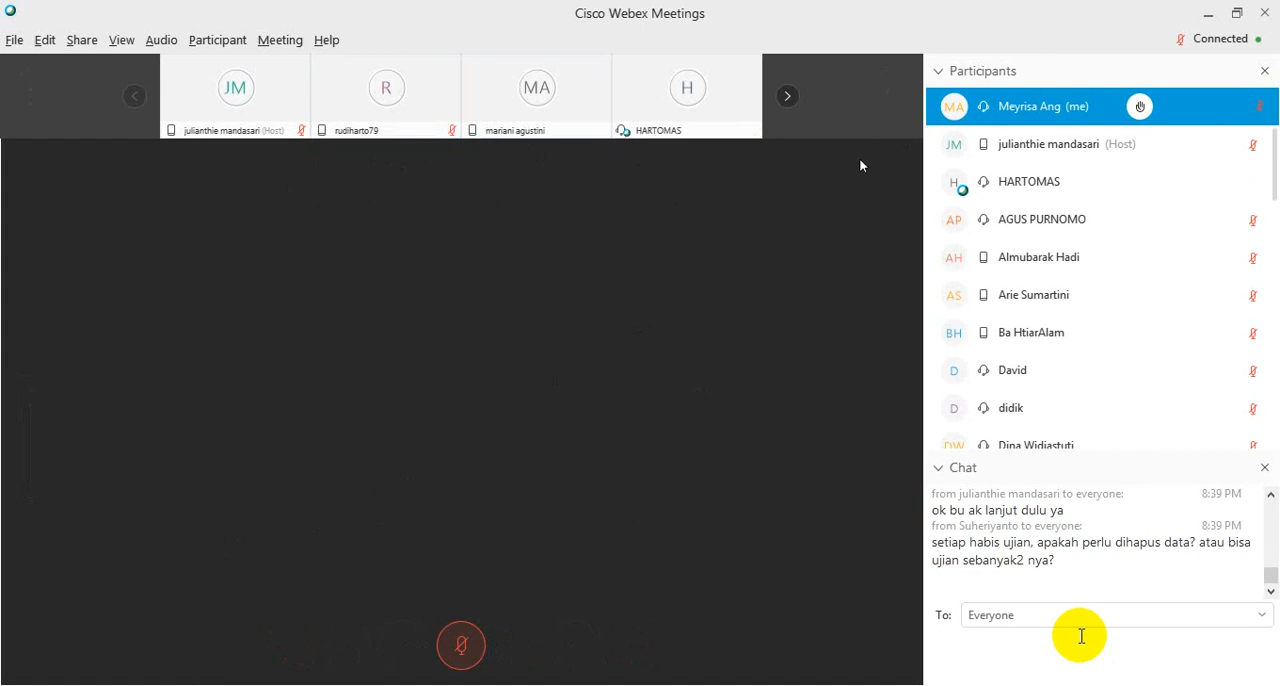 Cisco Webex Meetings
File Edit Share View Audio Participant Meeting Help
Connected
JM
R
MA
H
julianthie mandasari (Host)
rudiharto79
mariani agustini
HARTOMAS
Participants
MA Meyrisa Ang (me)
JM julianthie mandasari (Host)
H HARTOMAS
AP AGUS PURNOMO
AH Almubarak Hadi
AS Arie Sumartini
BH Ba HtiarAlam
D David
D didik
DW Dina Widiastuti
Chat
from julianthie mandasari to everyone: 8:39 PM
ok bu ak lanjut dulu ya
from Suheriyanto to everyone: 8:39 PM
setiap habis ujian, apakah perlu dihapus data? atau bisa
ujian sebanyak2 nya?
To: Everyone